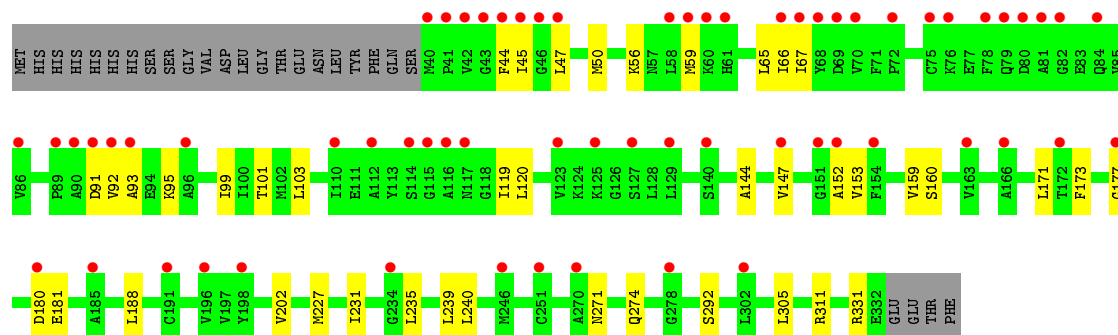 MET HIS HIS HIS HIS HIS HIS SER SER GLY VAL ASP LEU GLY THR GLU ASN LEU TYR PHE GLN SER M40 P41 V42 G43 F44 I45 G46 L47 M50 K56 N57 L58 M59 K60 H61 L65 I66 I67 Y68 D69 V70 F71 P72 C75 K76 E77 F78 Q79 D80 A81 G82 E83 Q84 V85
V86 P89 A90 D91 V92 A93 E94 K95 A96 I99 I100 T101 M102 L103 I110 E111 A112 Y113 S114 G115 A116 N117 G118 I119 L120 V123 K124 K125 G126 S127 L128 L129 S140 A144 V147 G151 A152 V153 F154 V159 S160 V163 A166 L171 T172 F173 G177
D180 E181 A185 L188 C191 V196 V197 Y198 V202 M227 I231 G234 L235 L239 L240 M246 C251 A270 N271 Q274 G278 S292 L302 L305 R311 R331 E332 GLU GLU THR PHE